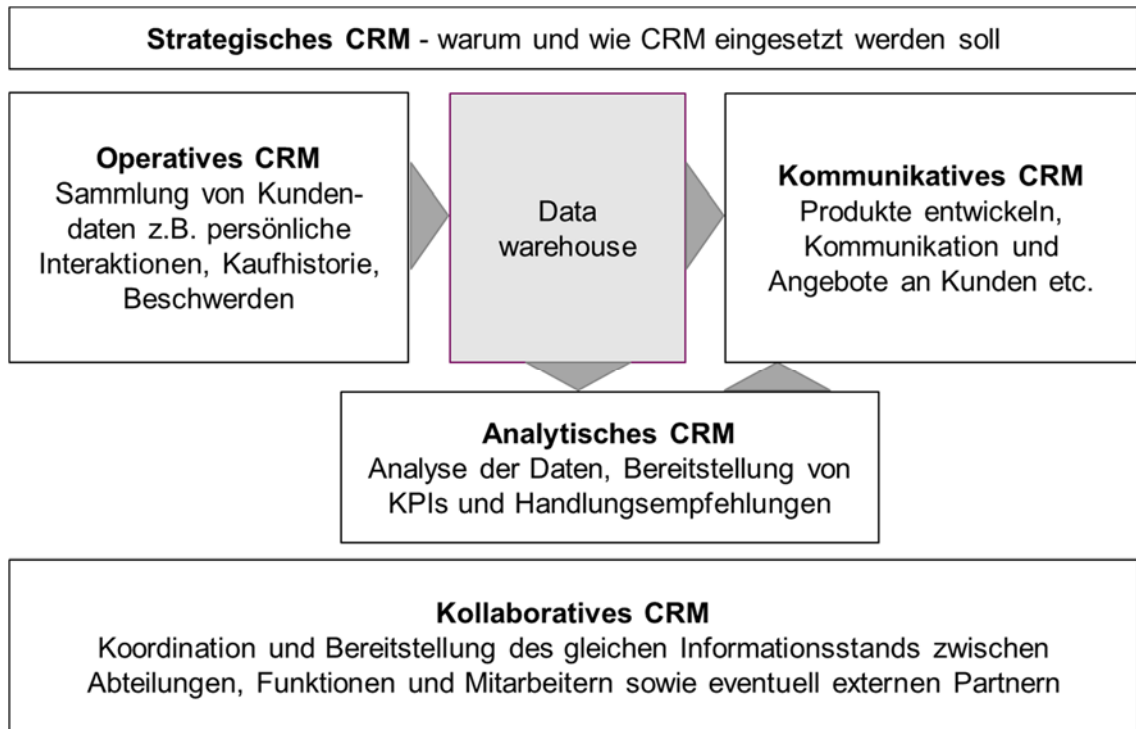 Strategisches CRM - warum und wie CRM eingesetzt werden soll
Operatives CRM
Sammlung von Kunden-
daten z.B. persönliche
Interaktionen, Kaufhistorie,
Beschwerden
Data
warehouse
Kommunikatives CRM
Produkte entwickeln,
Kommunikation und
Angebote an Kunden etc.
Analytisches CRM
Analyse der Daten, Bereitstellung von
KPIs und Handlungsempfehlungen
Kollaboratives CRM
Koordination und Bereitstellung des gleichen Informationsstands zwischen
Abteilungen, Funktionen und Mitarbeitern sowie eventuell externen Partnern